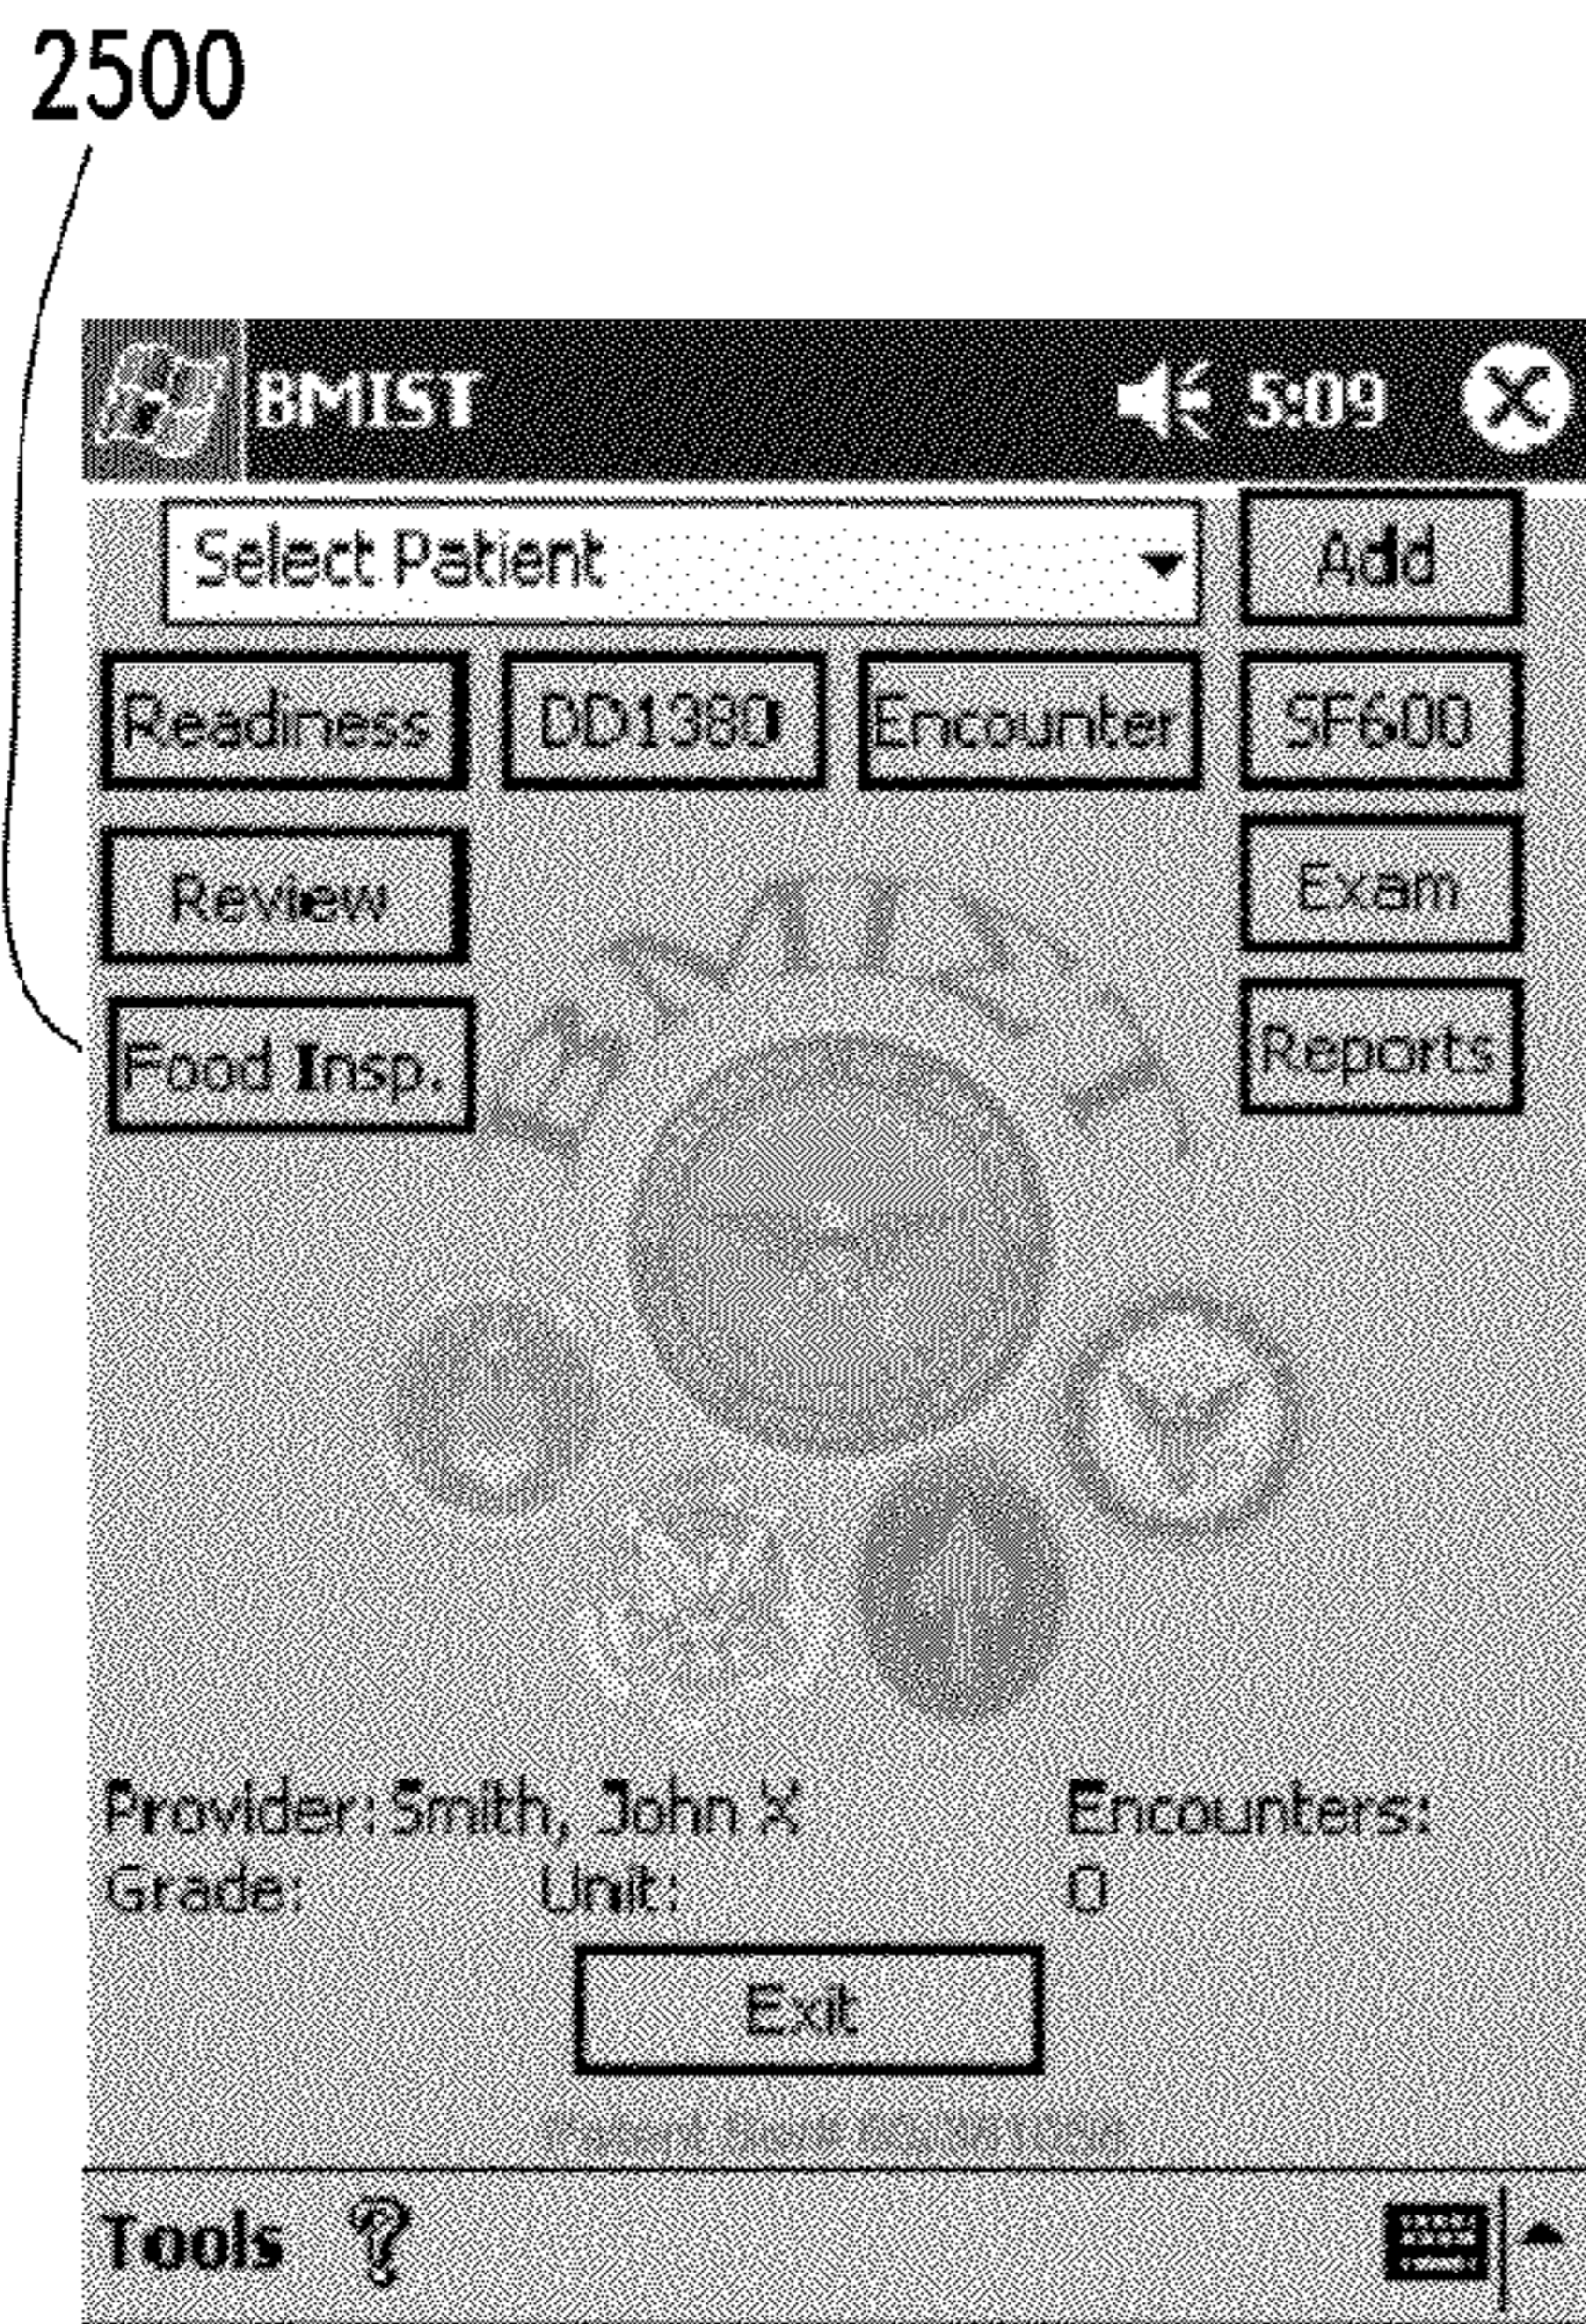 2500
BMIST 5:09
Select Patient Add
Readiness DD1380 Encounter SF600
Review Exam
Food Insp. Reports
Provider: Smith, John X Encounters:
Grade: Unit: 0
Exit
Tools ?